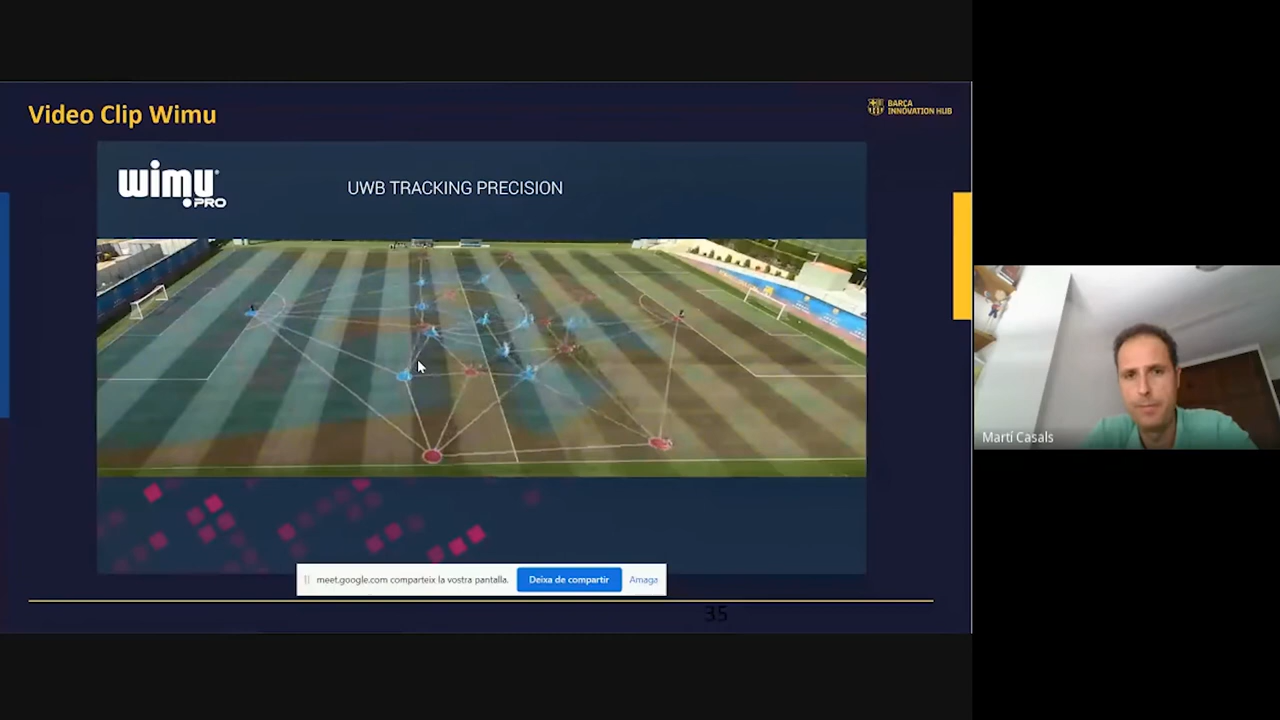 Video Clip Wimu
BARÇA
INNOVATION HUB
wimu
PRO
UWB TRACKING PRECISION
Martí Casals
meet.google.com comparteix la vostra pantalla.
Deixa de compartir
Amaga
35